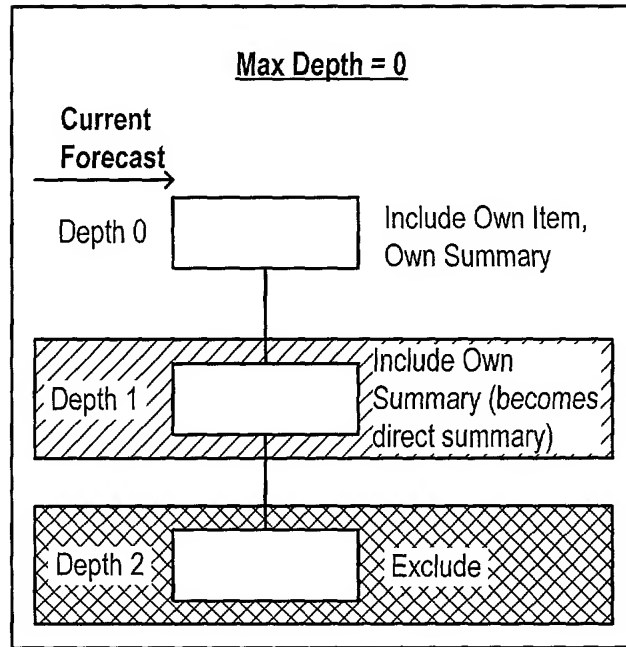 Max Depth = 0
Current
Forecast
Depth 0
Include Own Item,
Own Summary
Depth 1
Include Own
Summary (becomes
direct summary)
Depth 2
Exclude